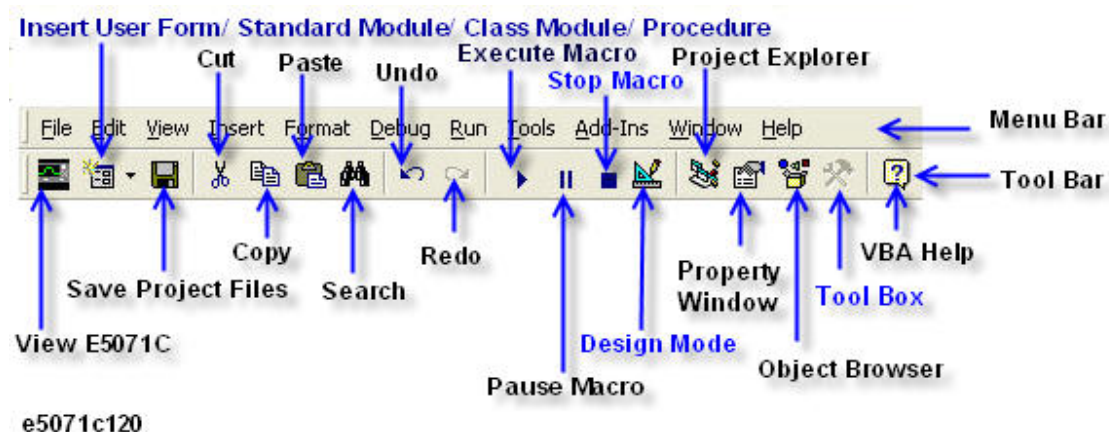 Insert User Form/ Standard Module/ Class Module/ Procedure
Cut
Paste
Undo
Execute Macro
Stop Macro
Project Explorer
File Edit View Insert Format Debug Run Tools Add-Ins Window Help
Menu Bar
Tool Bar
Copy
Redo
VBA Help
Save Project Files
Search
Property
Window
Tool Box
View E5071C
Design Mode
Object Browser
Pause Macro
e5071c120